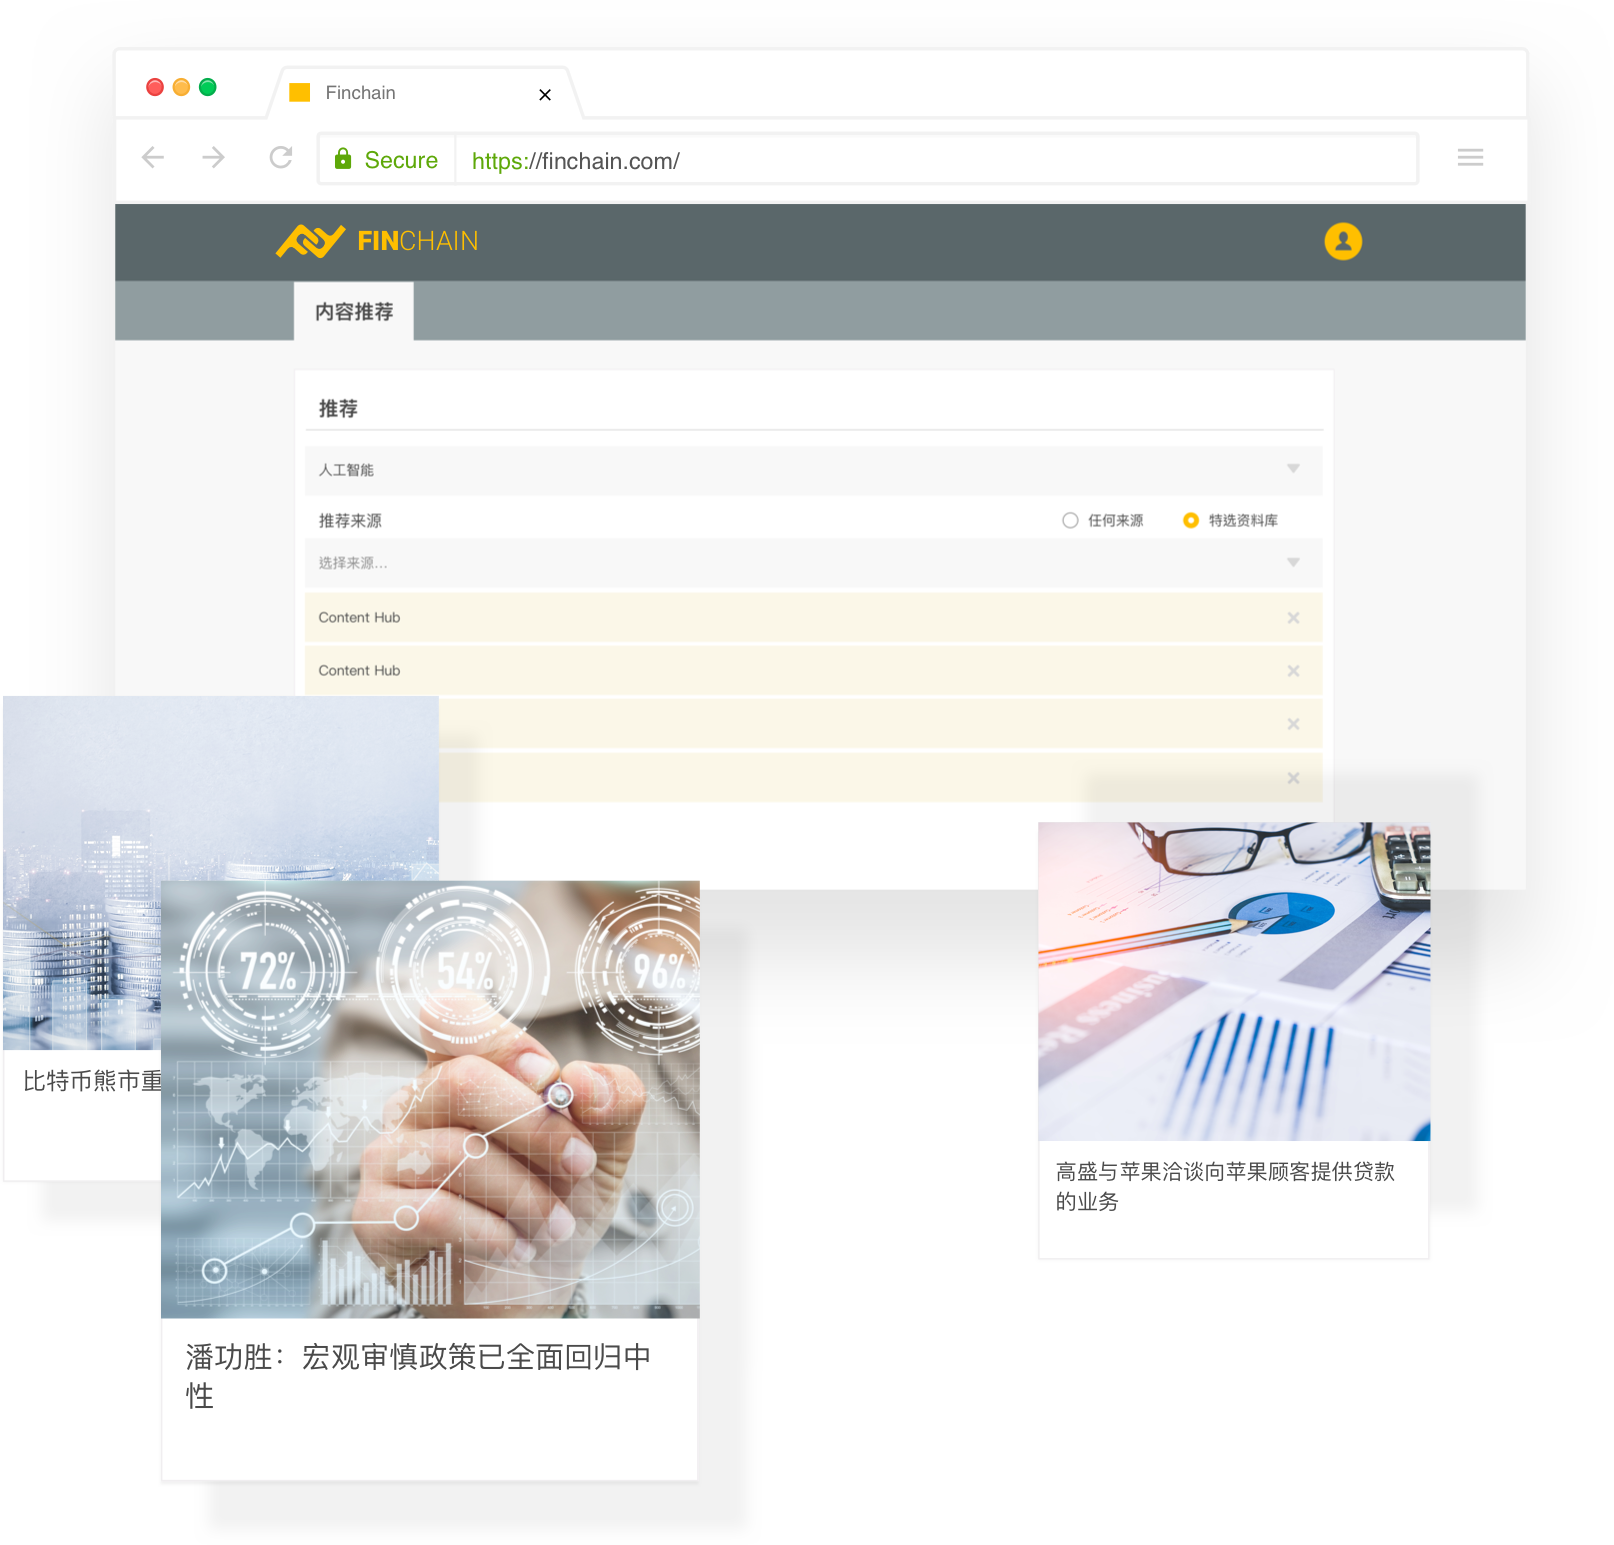 Finchain
Secure
https://finchain.com/
FINCHAIN
内容推荐
推荐
人工智能
推荐来源
任何来源
特选资料库
选择来源...
Content Hub
Content Hub
72%
54%
96%
比特币熊市重
潘功胜：宏观审慎政策已全面回归中
性
高盛与苹果洽谈向苹果顾客提供贷款
的业务